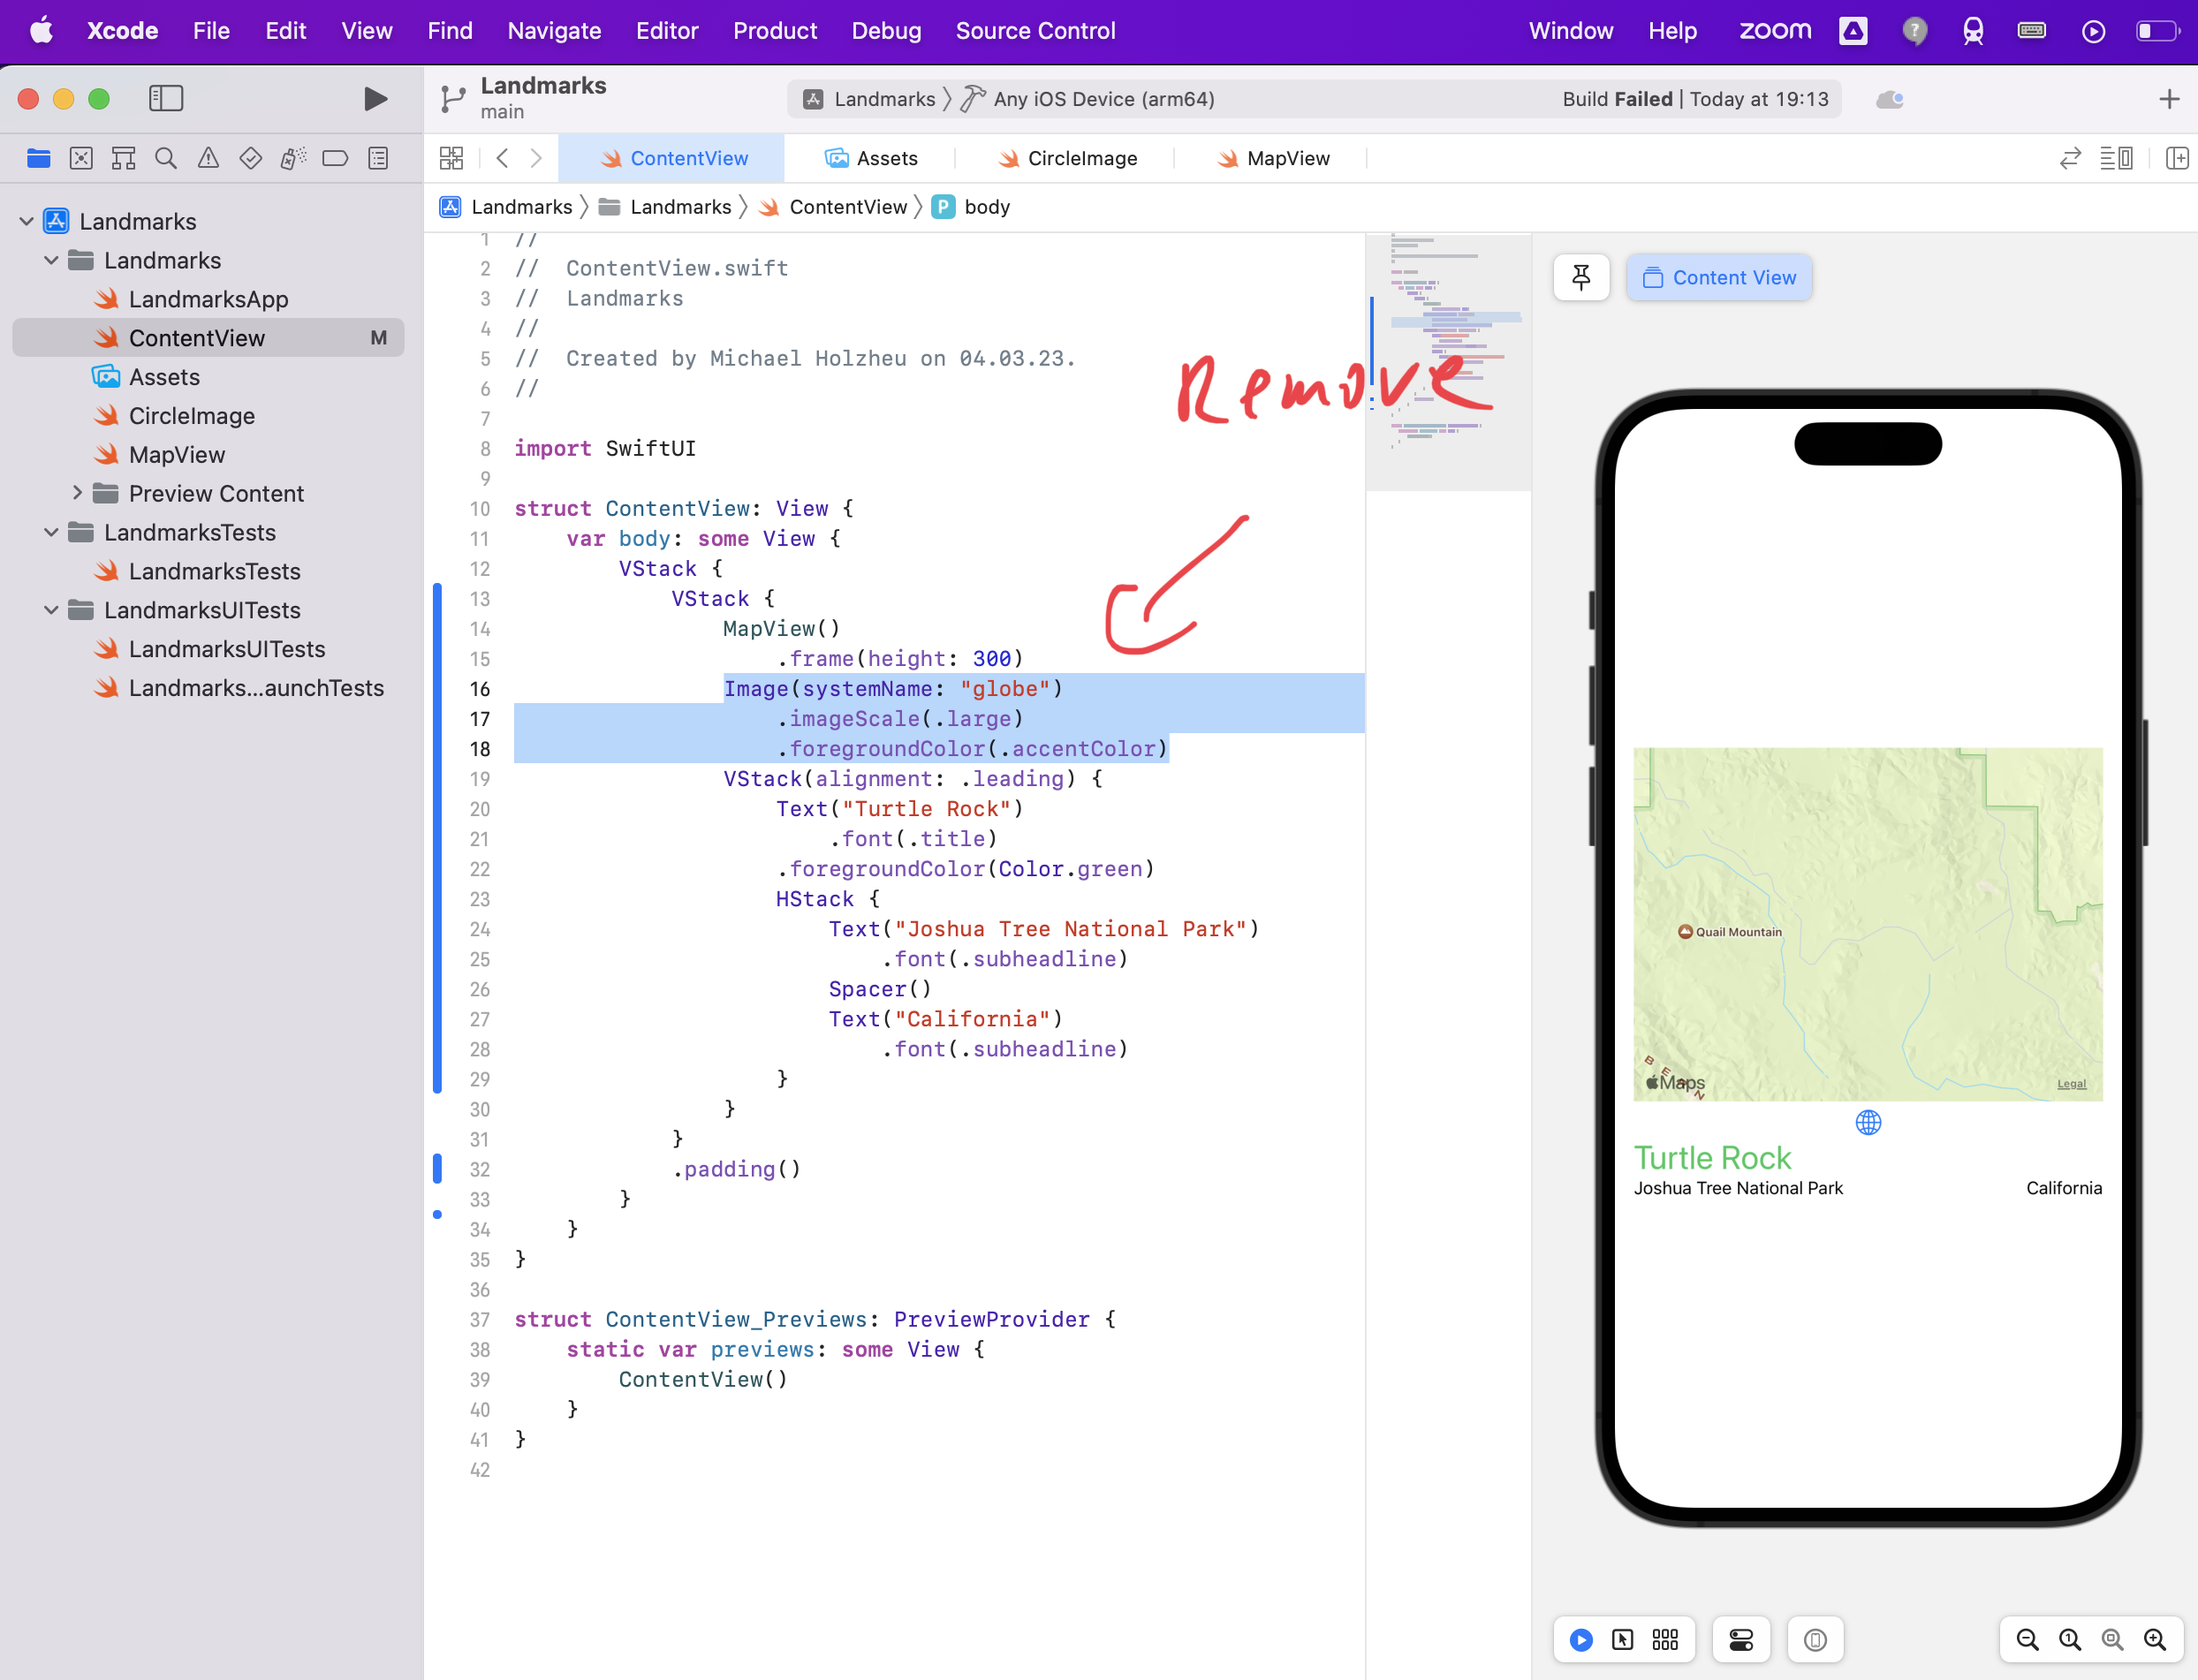 Xcode File Edit View Find Navigate Editor Product Debug Source Control Window Help zoom
Landmarks
main
Landmarks Any iOS Device (arm64)
Build Failed | Today at 19:13
ContentView Assets CircleImage MapView
Landmarks Landmarks ContentView P body
Landmarks
Landmarks
LandmarksApp
ContentView M
Assets
CircleImage
MapView
Preview Content
LandmarksTests
LandmarksTests
LandmarksUITests
LandmarksUITests
Landmarks...aunchTests
1 //
2 //  ContentView.swift
3 //  Landmarks
4 //
5 //  Created by Michael Holzheu on 04.03.23.
6 //
7
8 import SwiftUI
9
10 struct ContentView: View {
11     var body: some View {
12         VStack {
13             VStack {
14                 MapView()
15                     .frame(height: 300)
16                 Image(systemName: "globe")
17                     .imageScale(.large)
18                     .foregroundColor(.accentColor)
19                 VStack(alignment: .leading) {
20                     Text("Turtle Rock")
21                         .font(.title)
22                     .foregroundColor(Color.green)
23                     HStack {
24                         Text("Joshua Tree National Park")
25                             .font(.subheadline)
26                         Spacer()
27                         Text("California")
28                             .font(.subheadline)
29                     }
30                 }
31             }
32             .padding()
33         }
34     }
35 }
36
37 struct ContentView_Previews: PreviewProvider {
38     static var previews: some View {
39         ContentView()
40     }
41 }
42
Remove
Content View
Quail Mountain
BERN
Maps
Legal
Turtle Rock
Joshua Tree National Park California